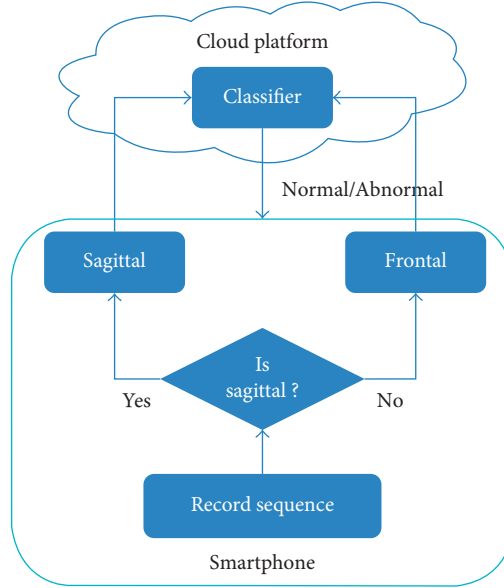 Cloud platform
Classifier
Normal/Abnormal
Sagittal
Frontal
Is
sagittal ?
Yes
No
Record sequence
Smartphone